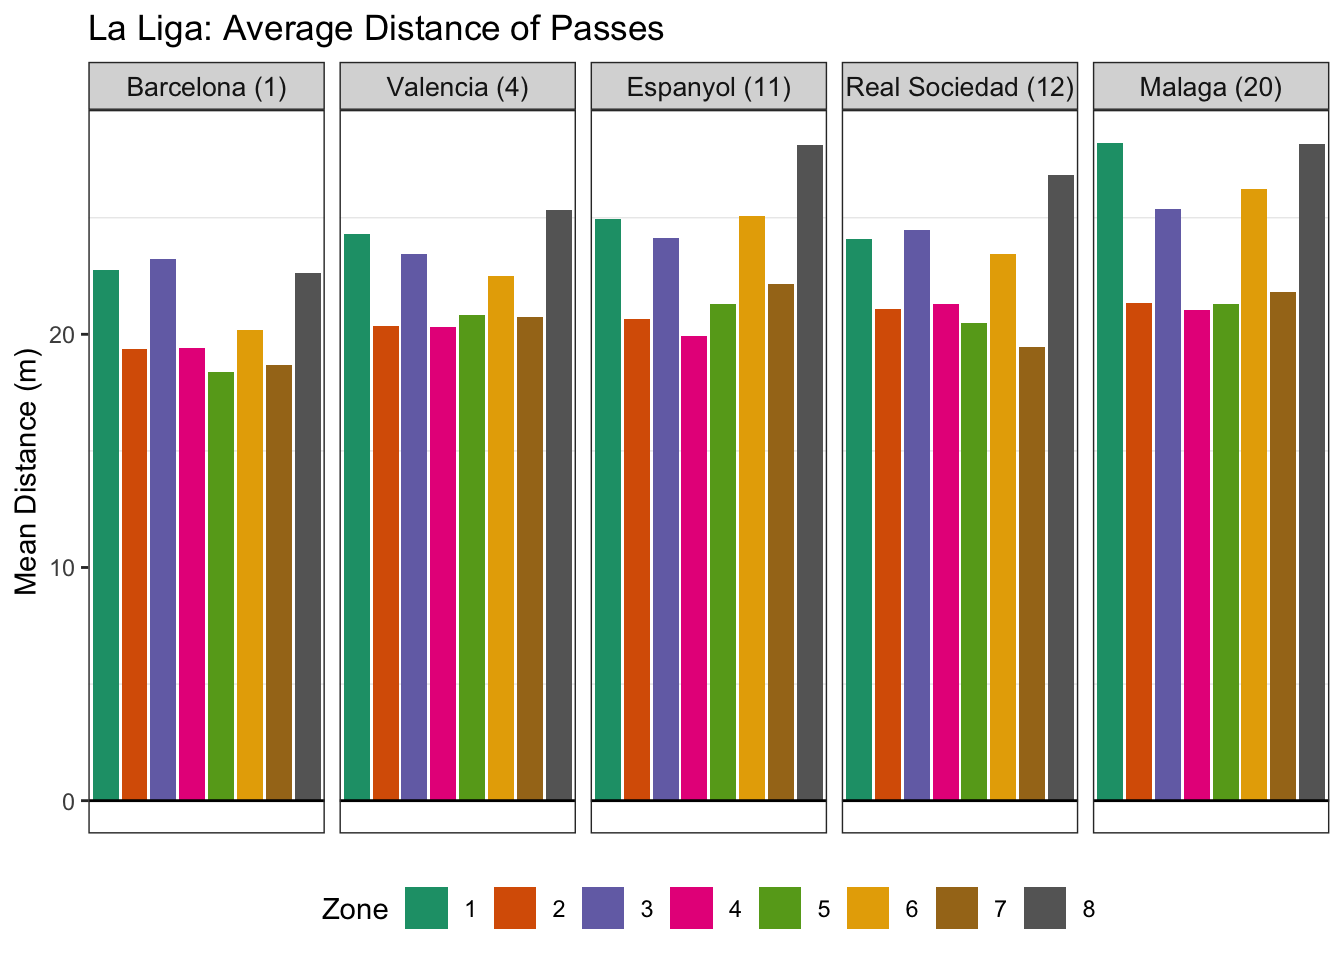 La Liga: Average Distance of Passes
Barcelona (1) Valencia (4) Espanyol (11) Real Sociedad (12) Malaga (20)
Mean Distance (m)
20
10
0
Zone 1 2 3 4 5 6 7 8